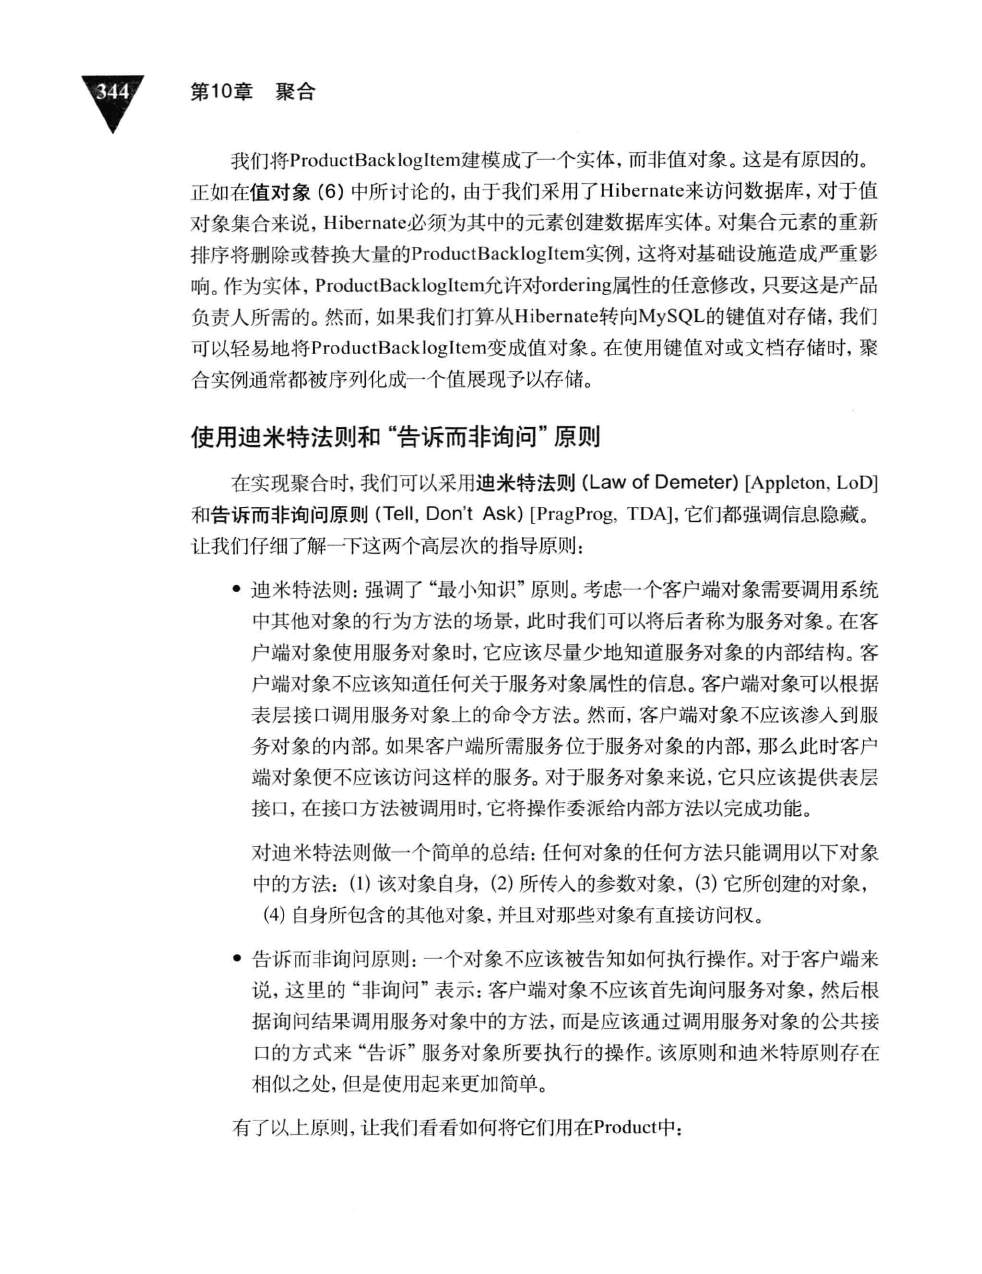 344
第10章 聚合
我们将ProductBacklogItem建模成了一个实体，而非值对象。这是有原因的。
正如在值对象 (6) 中所讨论的，由于我们采用了Hibernate来访问数据库，对于值
对象集合来说，Hibernate必须为其中的元素创建数据库实体。对集合元素的重新
排序将删除或替换大量的ProductBacklogItem实例，这将对基础设施造成严重影
响。作为实体，ProductBacklogItem允许对ordering属性的任意修改，只要这是产品
负责人所需的。然而，如果我们打算从Hibernate转向MySQL的键值对存储，我们
可以轻易地将ProductBacklogItem变成值对象。在使用键值对或文档存储时，聚
合实例通常都被序列化成一个值展现予以存储。
使用迪米特法则和“告诉而非询问”原则
在实现聚合时，我们可以采用迪米特法则 (Law of Demeter) [Appleton, LoD]
和告诉而非询问原则 (Tell, Don't Ask) [PragProg, TDA]，它们都强调信息隐藏。
让我们仔细了解一下这两个高层次的指导原则：
• 迪米特法则：强调了“最小知识”原则。考虑一个客户端对象需要调用系统
中其他对象的行为方法的场景，此时我们可以将后者称为服务对象。在客
户端对象使用服务对象时，它应该尽量少地知道服务对象的内部结构。客
户端对象不应该知道任何关于服务对象属性的信息。客户端对象可以根据
表层接口调用服务对象上的命令方法。然而，客户端对象不应该渗入到服
务对象的内部。如果客户端所需服务位于服务对象的内部，那么此时客户
端对象便不应该访问这样的服务。对于服务对象来说，它只应该提供表层
接口，在接口方法被调用时，它将操作委派给内部方法以完成功能。
对迪米特法则做一个简单的总结：任何对象的任何方法只能调用以下对象
中的方法：(1) 该对象自身，(2) 所传入的参数对象，(3) 它所创建的对象，
(4) 自身所包含的其他对象，并且对那些对象有直接访问权。
• 告诉而非询问原则：一个对象不应该被告知如何执行操作。对于客户端来
说，这里的“非询问”表示：客户端对象不应该首先询问服务对象，然后根
据询问结果调用服务对象中的方法，而是应该通过调用服务对象的公共接
口的方式来“告诉”服务对象所要执行的操作。该原则和迪米特原则存在
相似之处，但是使用起来更加简单。
有了以上原则，让我们看看如何将它们用在Product中：